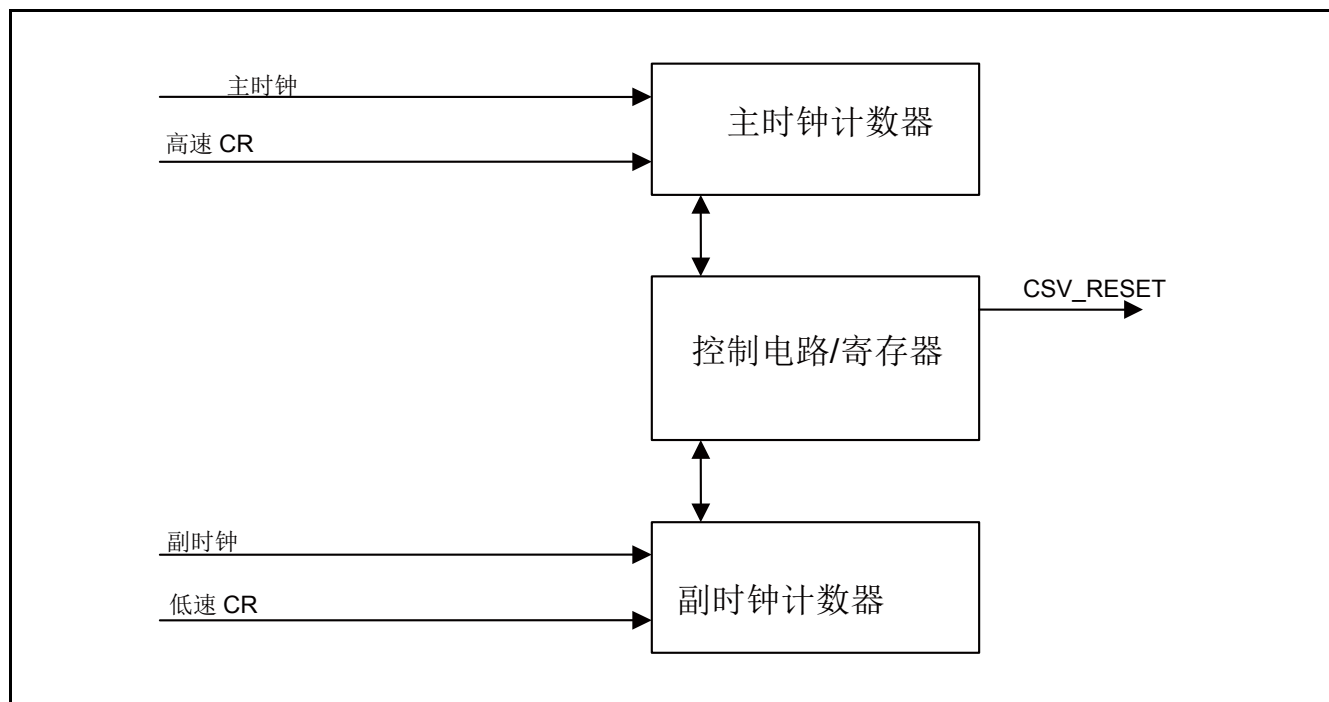 主时钟
主时钟计数器
高速 CR
CSV_RESET
控制电路/寄存器
副时钟
副时钟计数器
低速 CR